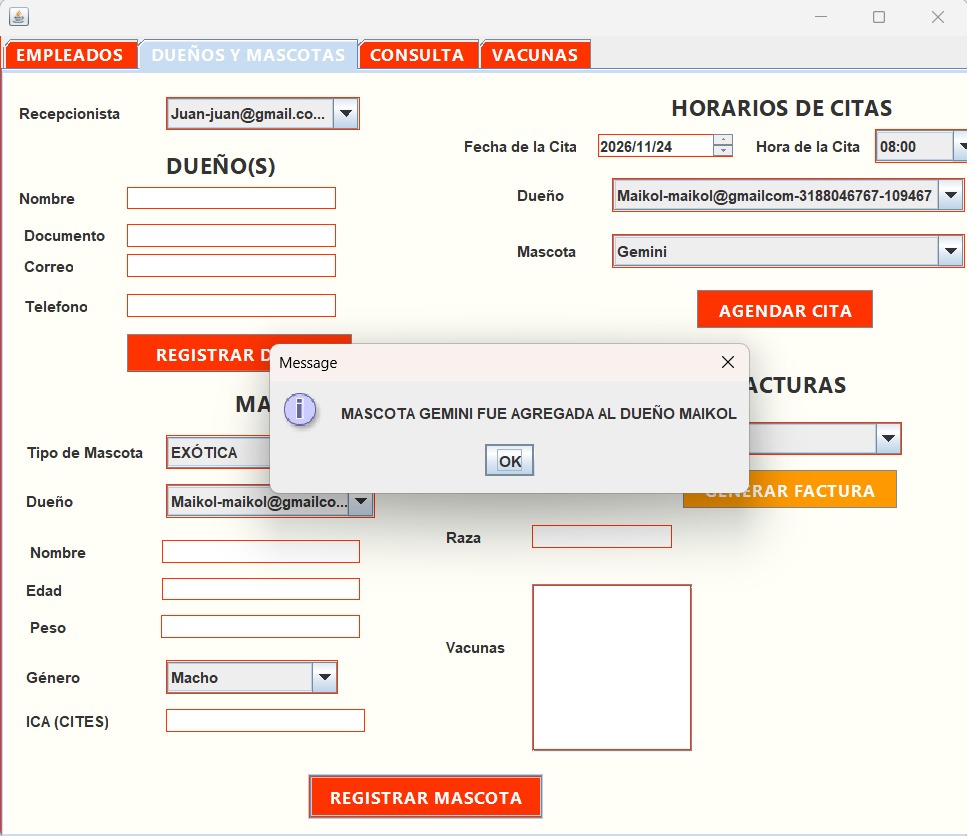 EMPLEADOS
DUEÑOS Y MASCOTAS
CONSULTA
VACUNAS
Recepcionista
Juan-juan@gmail.co...
DUEÑO(S)
Nombre
Documento
Correo
Telefono
REGISTRAR D
HORARIOS DE CITAS
Fecha de la Cita
2026/11/24
Hora de la Cita
08:00
Dueño
Maikol-maikol@gmailcom-3188046767-109467
Mascota
Gemini
AGENDAR CITA
Message
MASCOTA GEMINI FUE AGREGADA AL DUEÑO MAIKOL
OK
ACTURAS
GENERAR FACTURA
MA
Tipo de Mascota
EXÓTICA
Dueño
Maikol-maikol@gmailco...
Nombre
Edad
Peso
Género
Macho
ICA (CITES)
Raza
Vacunas
REGISTRAR MASCOTA